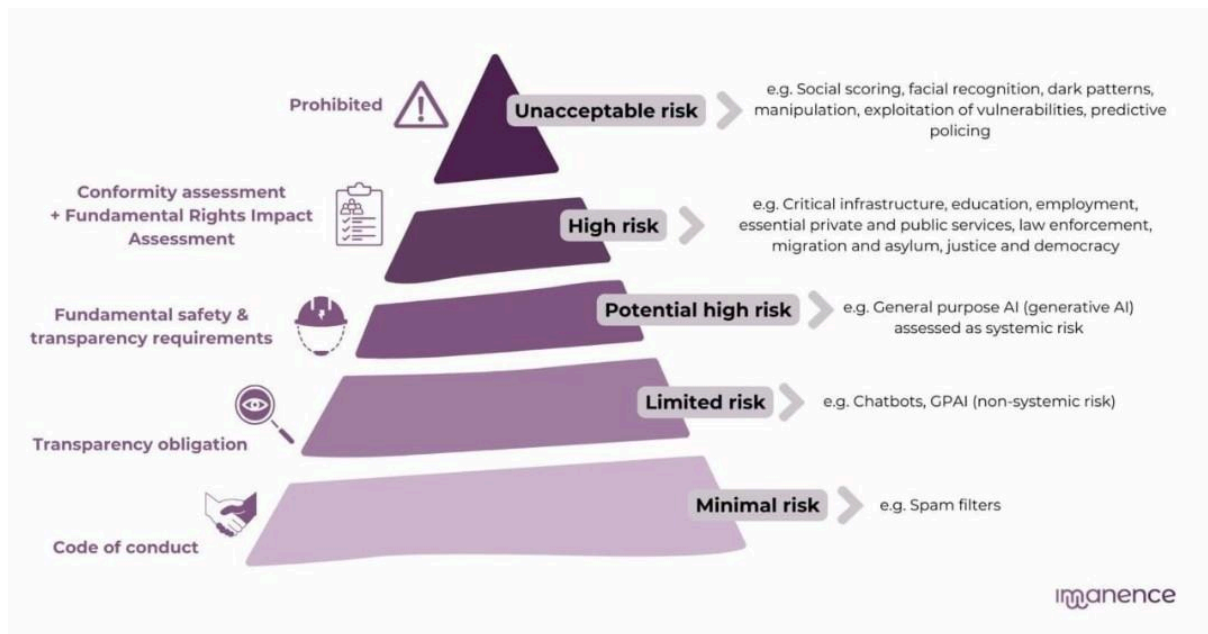 Prohibited
Unacceptable risk
e.g. Social scoring, facial recognition, dark patterns,
manipulation, exploitation of vulnerabilities, predictive
policing
Conformity assessment
+ Fundamental Rights Impact
Assessment
High risk
e.g. Critical infrastructure, education, employment,
essential private and public services, law enforcement,
migration and asylum, justice and democracy
Fundamental safety &
transparency requirements
Potential high risk
e.g. General purpose AI (generative AI)
assessed as systemic risk
Transparency obligation
Limited risk
e.g. Chatbots, GPAI (non-systemic risk)
Code of conduct
Minimal risk
e.g. Spam filters
immanence